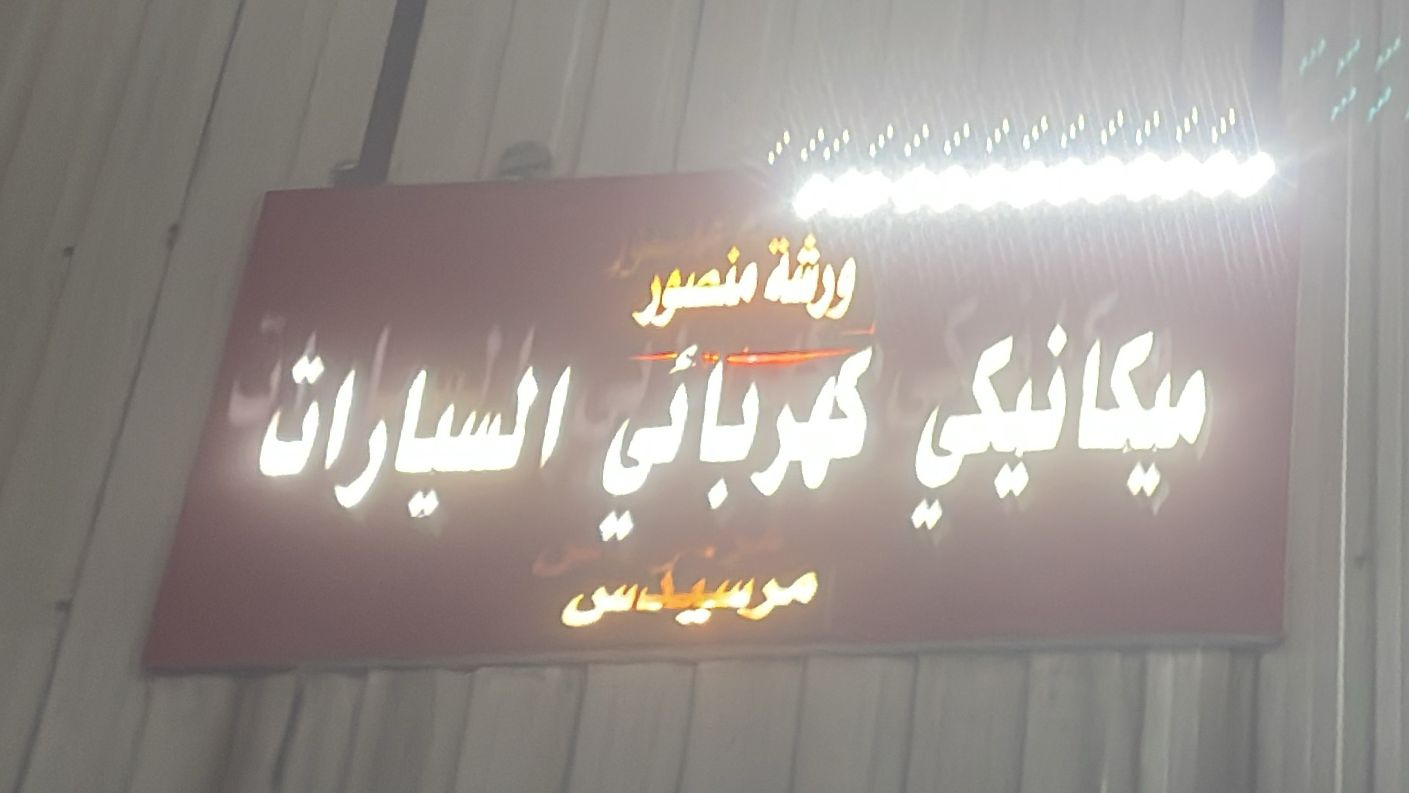 ورشة منصور
ميكانيكي كهربائي السيارات
مرسيدس